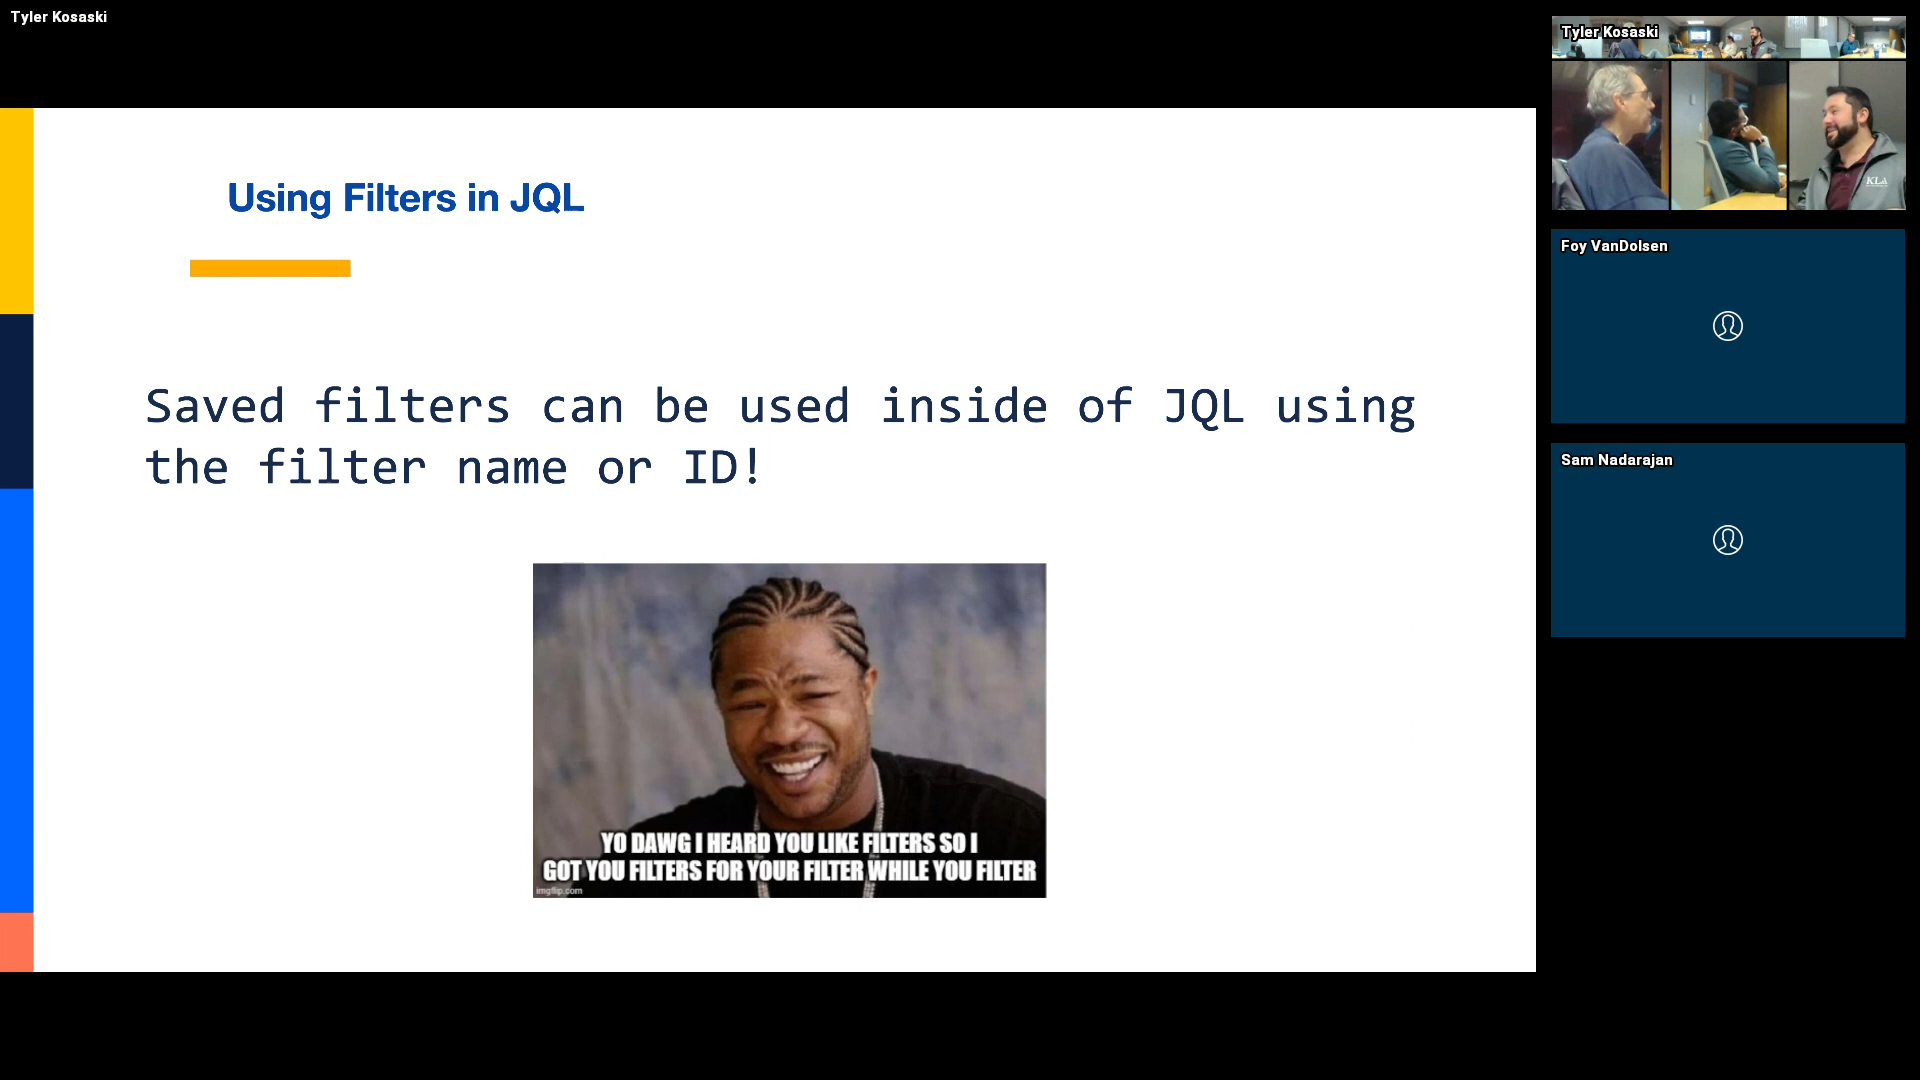 Tyler Kosaski
Using Filters in JQL
Saved filters can be used inside of JQL using
the filter name or ID!
YO DAWG I HEARD YOU LIKE FILTERS SO I
GOT YOU FILTERS FOR YOUR FILTER WHILE YOU FILTER
imgflip.com
Tyler Kosaski
KLA
Foy VanDolsen
Sam Nadarajan